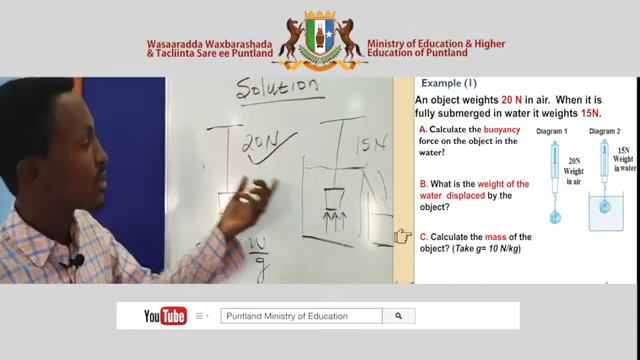 Wasaaradda Waxbarashada
& Tacliinta Sare ee Puntland
Ministry of Education & Higher
Education of Puntland
Solution
20N
15N
w
g
Example (1)
An object weights 20 N in air. When it is
fully submerged in water it weights 15N.
A. Calculate the buoyancy
force on the object in the
water?
B. What is the weight of the
water displaced by the
object?
C. Calculate the mass of the
object? (Take g= 10 N/kg)
Diagram 1
20N
Weight
in air
Diagram 2
15N
Weight
in water
YouTube
Puntland Ministry of Education